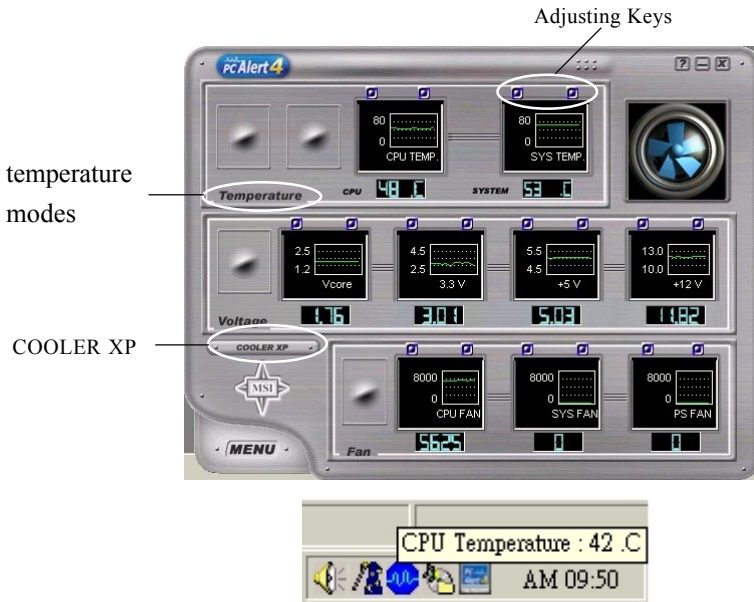 Adjusting Keys
PC Alert 4
? — X
80
0
CPU TEMP.
80
0
SYS TEMP.
temperature
modes
Temperature
CPU 48 .C
SYSTEM 53 .C
2.5
1.2
Vcore
4.5
2.5
3.3 V
5.5
4.5
+5 V
13.0
10.0
+12 V
Voltage
1.76
3.01
5.03
11.82
COOLER XP
COOLER XP
MSI
MENU
8000
0
CPU FAN
8000
0
SYS FAN
8000
0
PS FAN
Fan
5625
0
0
CPU Temperature : 42 .C
AM 09:50